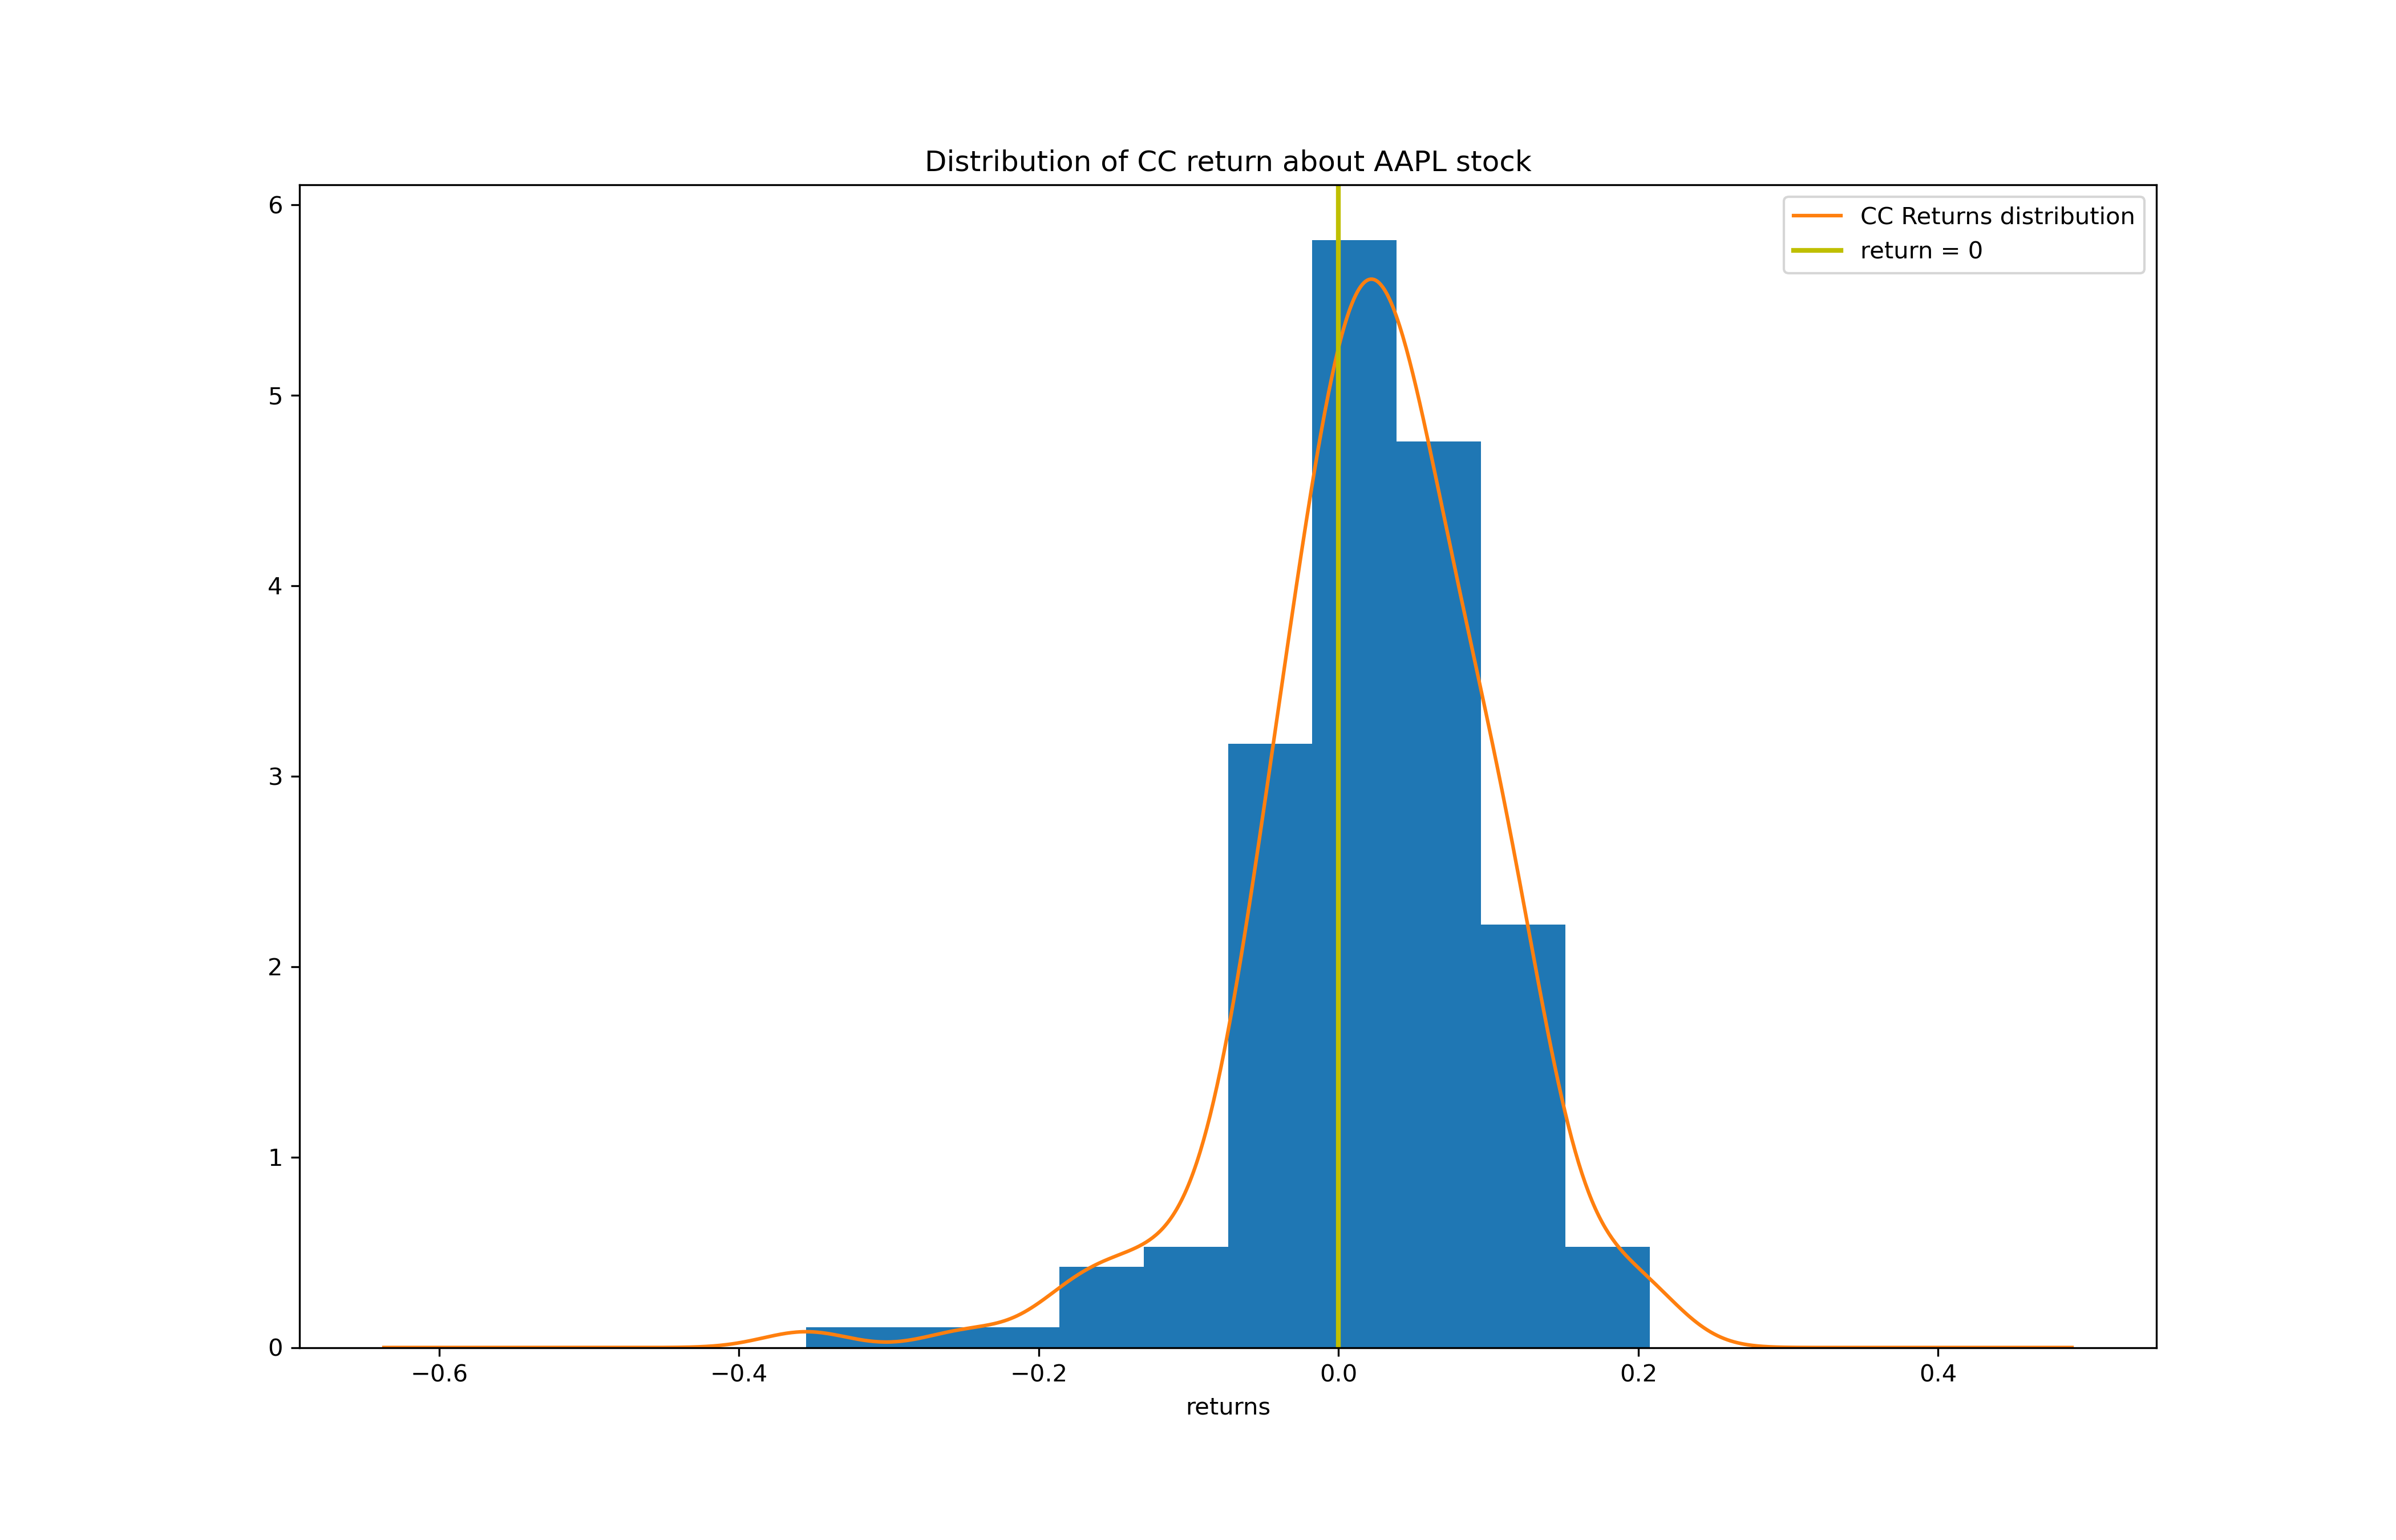 Distribution of CC return about AAPL stock
CC Returns distribution
return = 0
6
5
4
3
2
1
0
−0.6 −0.4 −0.2 0.0 0.2 0.4
returns